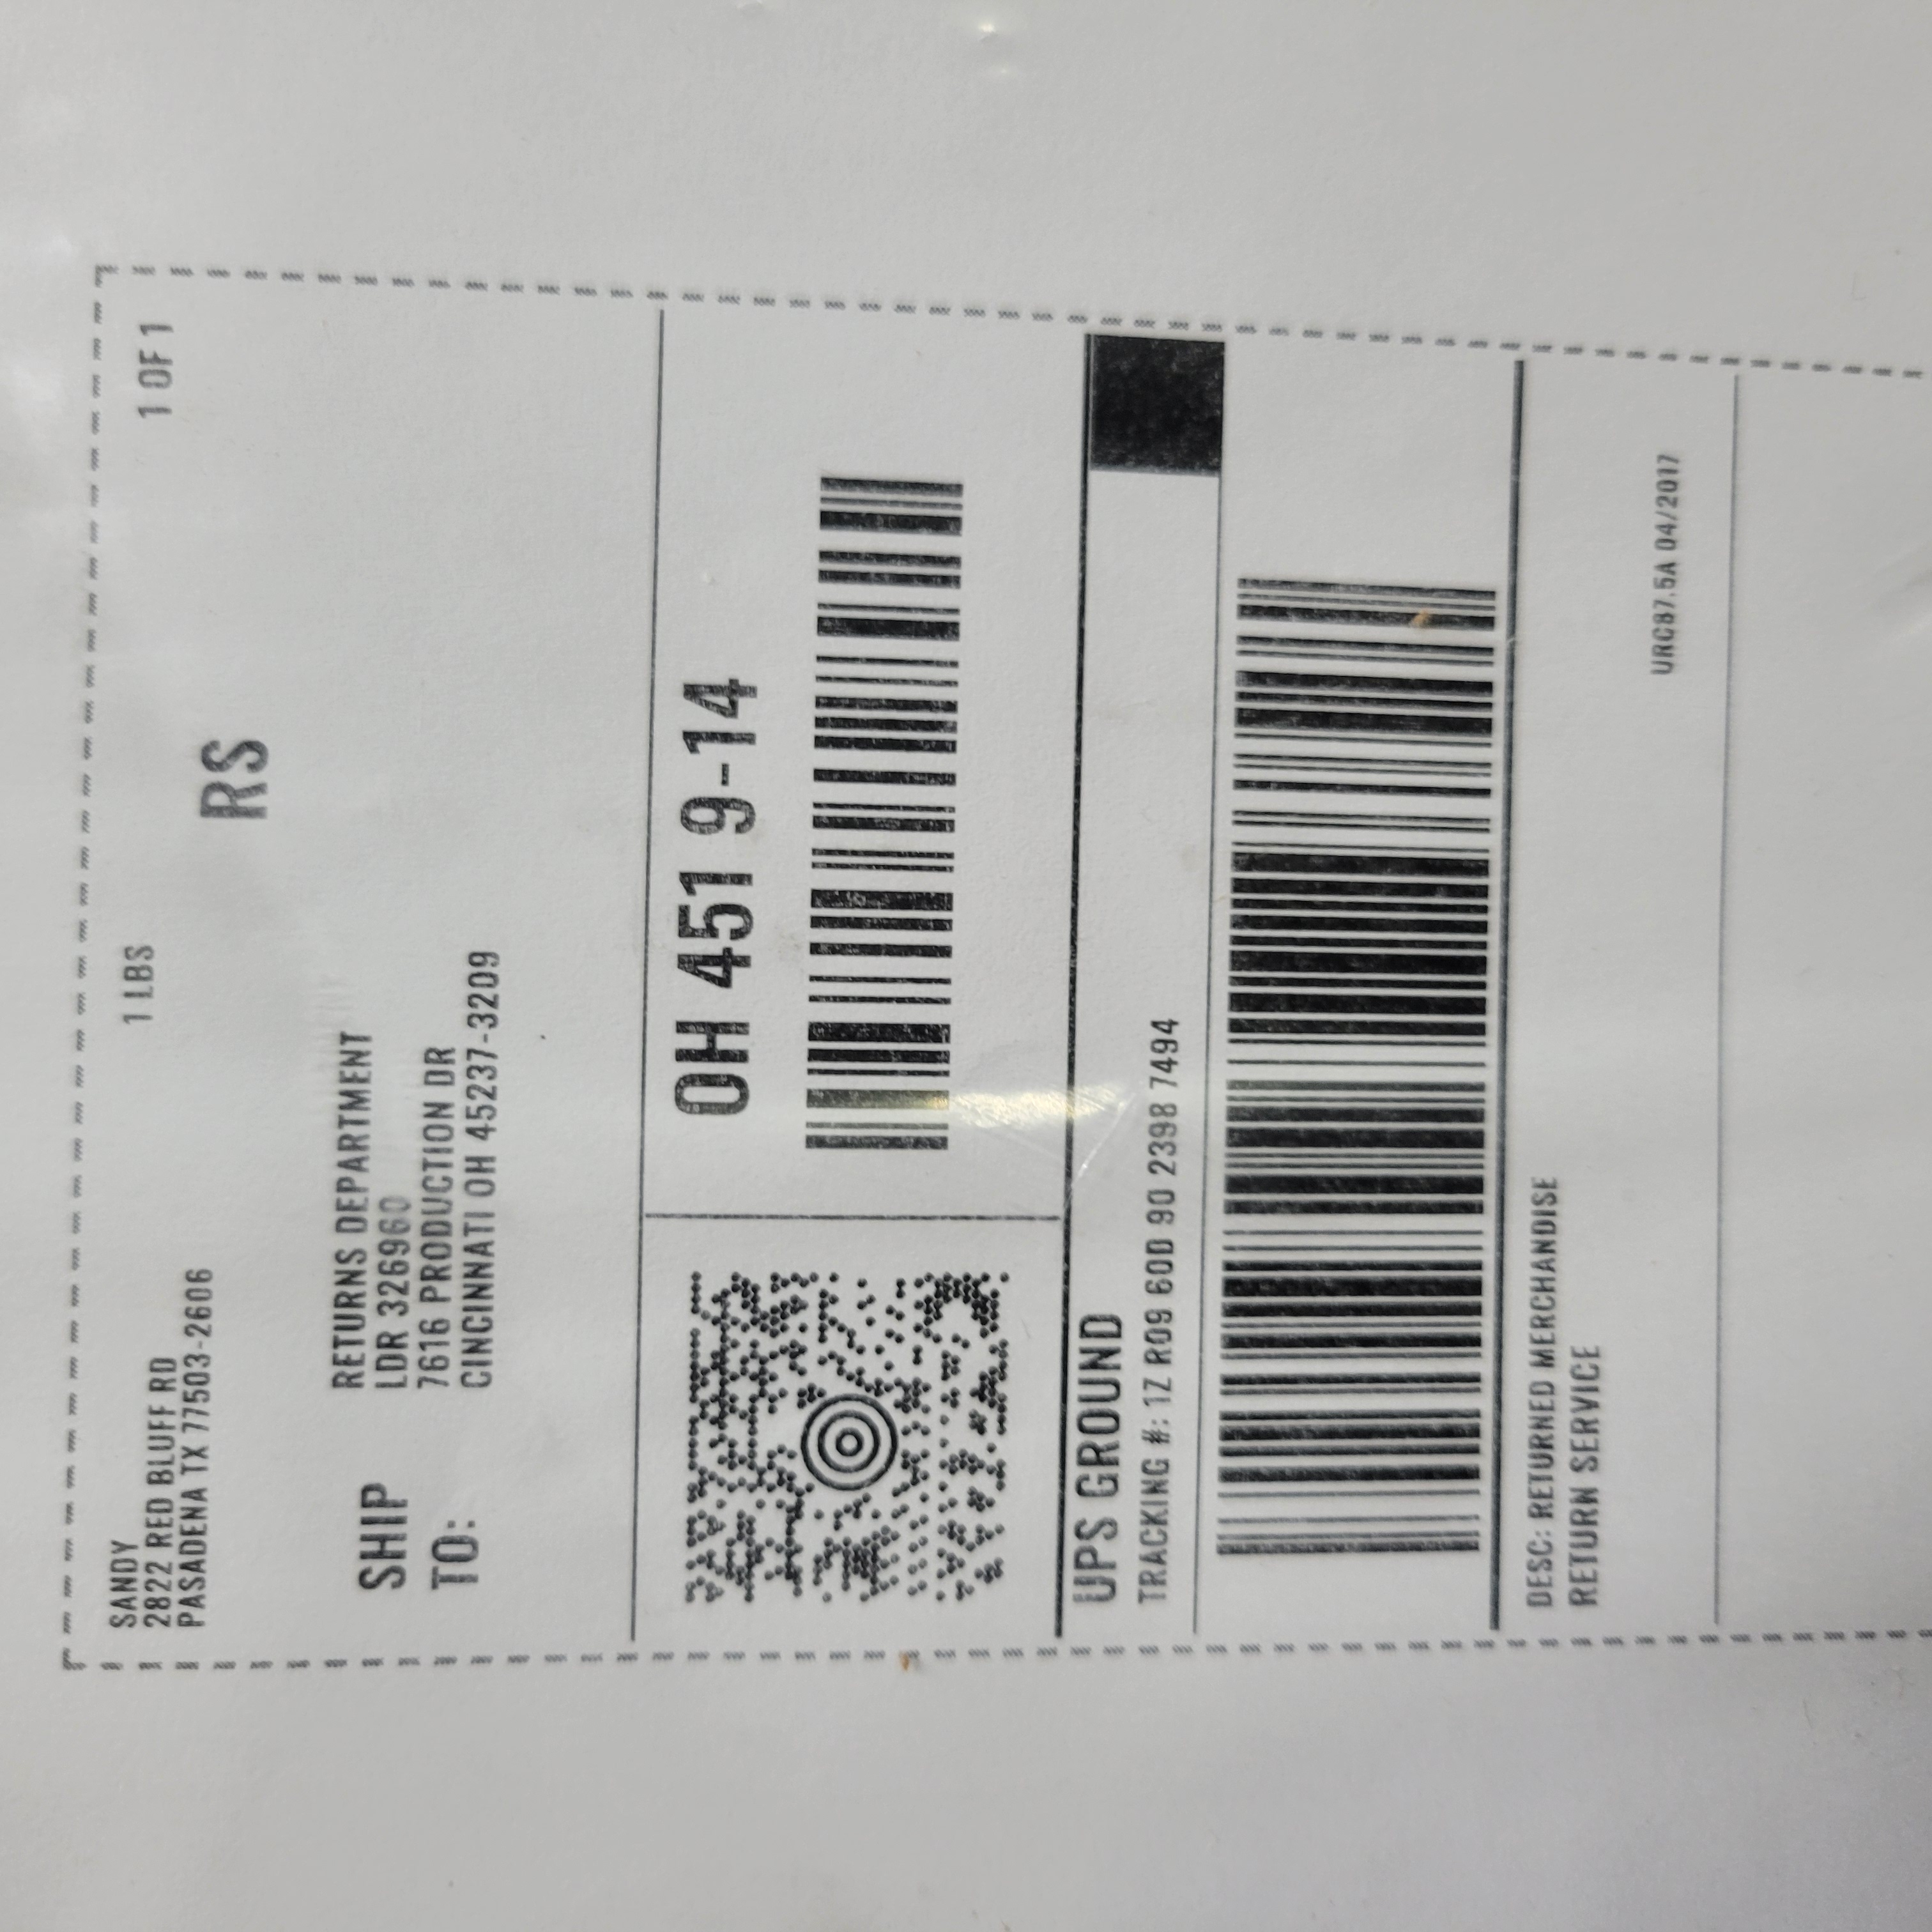 SANDY
2822 RED BLUFF RD
PASADENA TX 77503-2606
1 LBS
1 OF 1
RS
SHIP
TO:
RETURNS DEPARTMENT
LDR 326960
7616 PRODUCTION DR
CINCINNATI OH 45237-3209
OH 451 9-14
UPS GROUND
TRACKING #: 1Z R09 60D 90 2398 7494
DESC: RETURNED MERCHANDISE
RETURN SERVICE
URC87.5A 04/2017